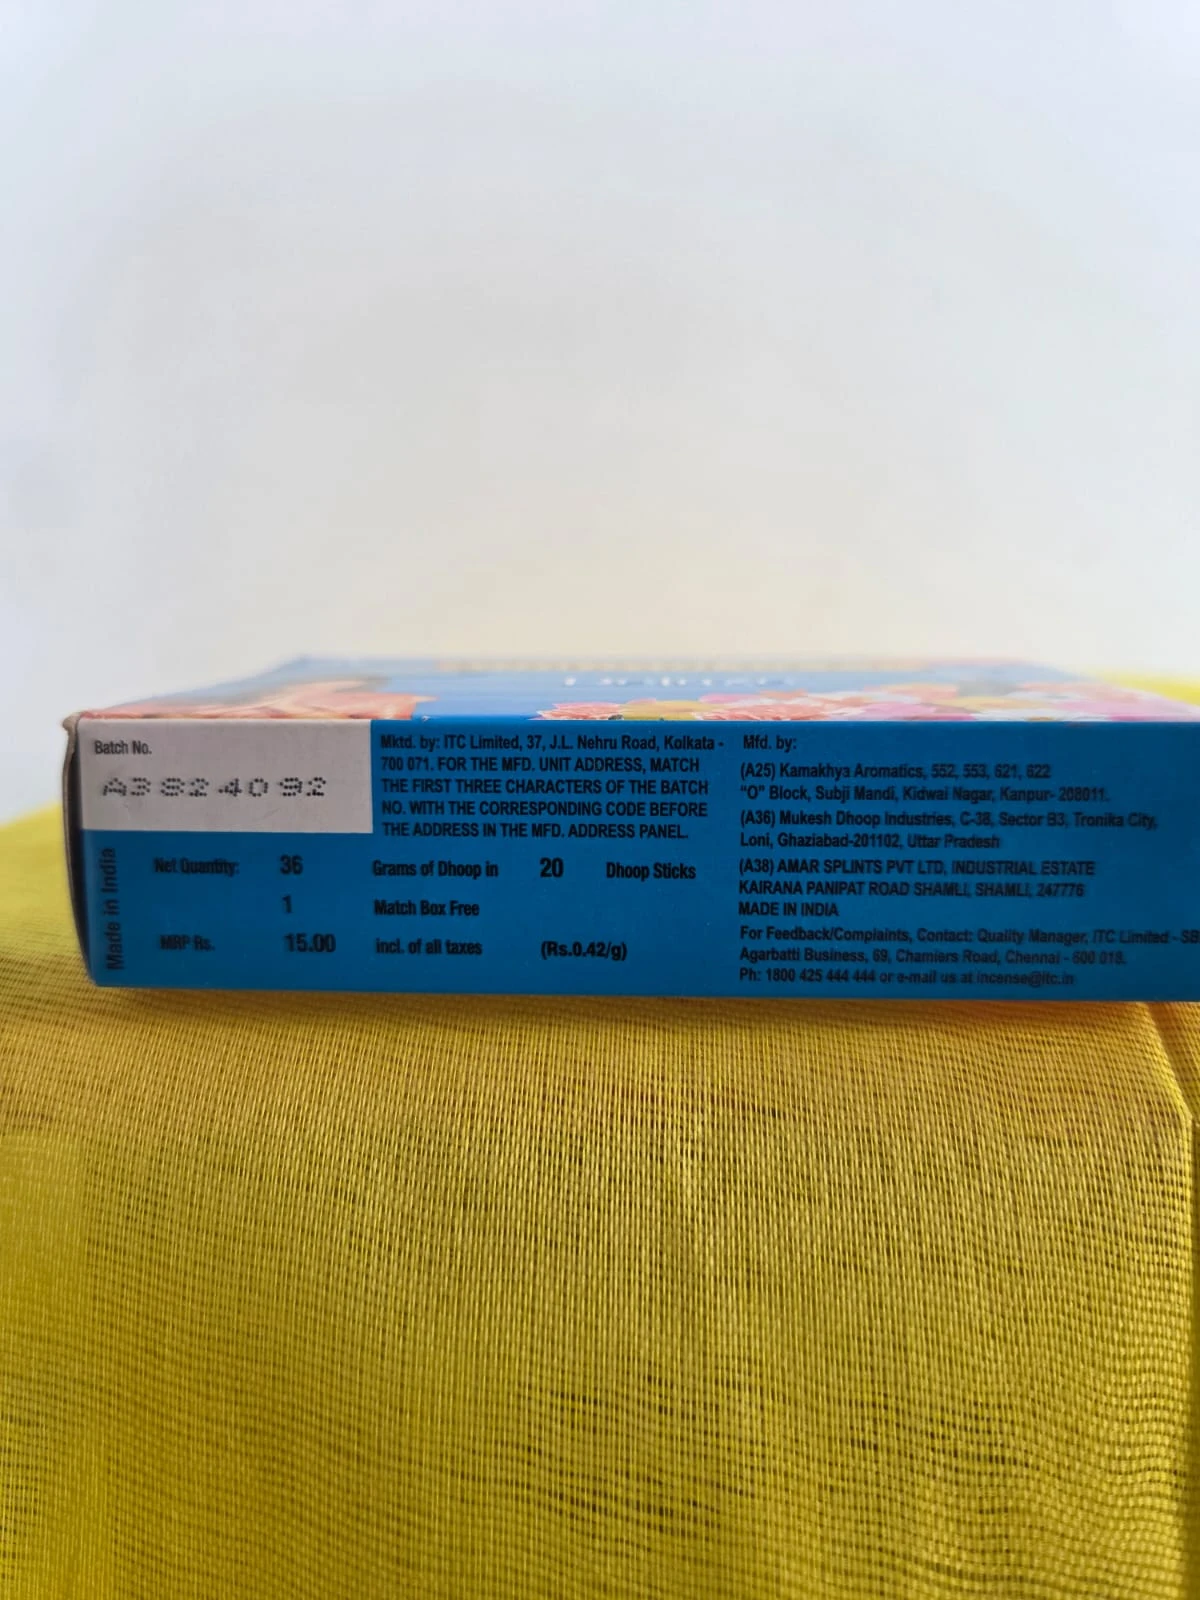 Batch No.
A3824092
Mktd. by: ITC Limited, 37, J.L. Nehru Road, Kolkata -
700 071. FOR THE MFD. UNIT ADDRESS, MATCH
THE FIRST THREE CHARACTERS OF THE BATCH
NO. WITH THE CORRESPONDING CODE BEFORE
THE ADDRESS IN THE MFD. ADDRESS PANEL.
Made in India
Net Quantity: 36 Grams of Dhoop in 20 Dhoop Sticks
1 Match Box Free
MRP Rs. 15.00 incl. of all taxes (Rs.0.42/g)
Mfd. by:
(A25) Kamakhya Aromatics, 552, 553, 621, 622
“O” Block, Subji Mandi, Kidwai Nagar, Kanpur- 208011.
(A36) Mukesh Dhoop Industries, C-38, Sector B3, Tronika City,
Loni, Ghaziabad-201102, Uttar Pradesh
(A38) AMAR SPLINTS PVT LTD, INDUSTRIAL ESTATE
KAIRANA PANIPAT ROAD SHAMLI, SHAMLI, 247776
MADE IN INDIA
For Feedback/Complaints, Contact: Quality Manager, ITC Limited -
Agarbatti Business, 69, Chamiers Road, Chennai - 600 018.
Ph: 1800 425 444 444 or e-mail us at incense@itc.in